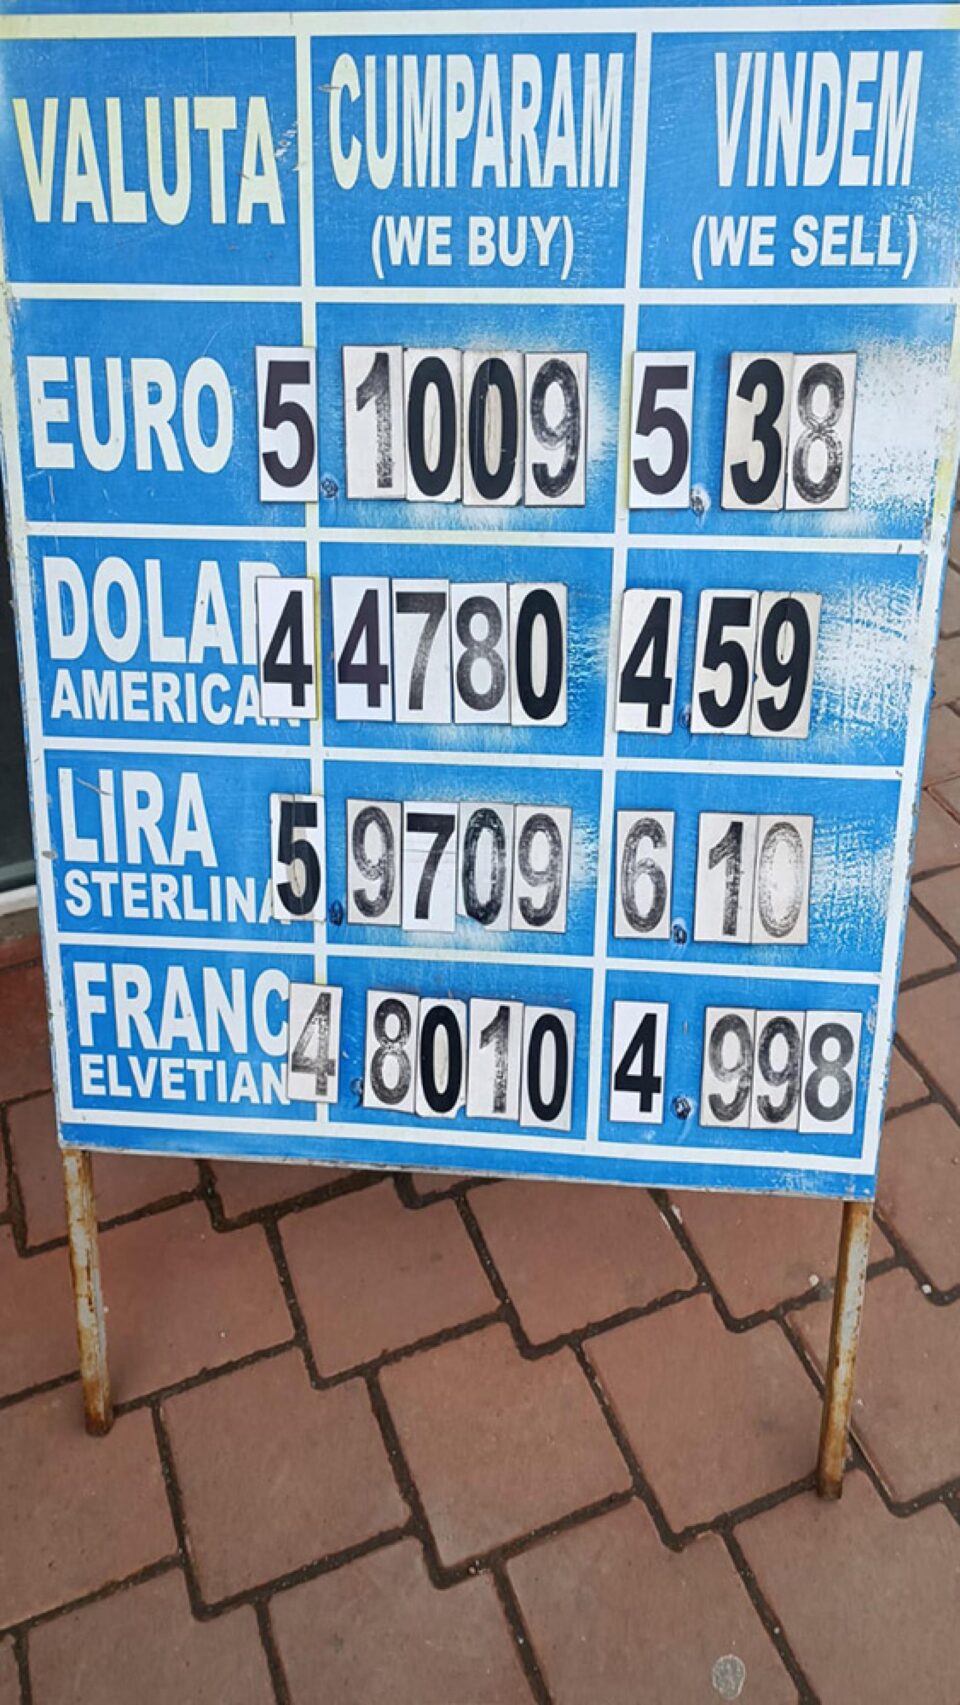 VALUTA CUMPARAM VINDEM
(WE BUY) (WE SELL)
EURO 5.1009 5.38
DOLAR 4 4780 4.59
AMERICAN
LIRA 5.9709 6.10
STERLINA
FRANC 4.8010 4.998
ELVETIAN